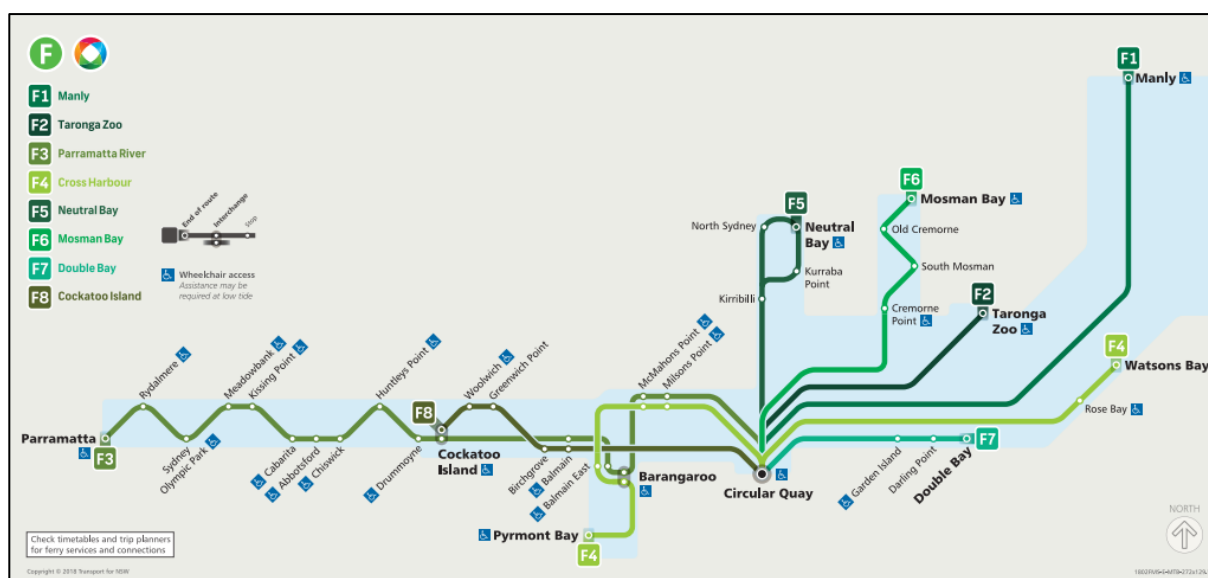 F
F1 Manly
F2 Taronga Zoo
F3 Parramatta River
F4 Cross Harbour
F5 Neutral Bay
F6 Mosman Bay
F7 Double Bay
F8 Cockatoo Island
End of route
Interchange
Stop
Wheelchair access
Assistance may be
required at low tide
F1
Manly
F6
Mosman Bay
F5
North Sydney
Neutral
Bay
Old Cremorne
Kurraba
Point
South Mosman
Kirribilli
Cremorne
Point
F2
Taronga
Zoo
F4
Watsons Bay
Rose Bay
McMahons Point
Milsons Point
Rydalmere
Meadowbank
Kissing Point
Huntleys Point
Woolwich
Greenwich Point
F8
Parramatta
F3
Sydney
Olympic Park
Cabarita
Abbotsford
Chiswick
Drummoyne
Cockatoo
Island
Birchgrove
Balmain
Balmain East
Barangaroo
Circular Quay
Garden Island
Darling Point
Double Bay
F7
Pyrmont Bay
F4
Check timetables and trip planners
for ferry services and connections
NORTH
Copyright © 2018 Transport for NSW